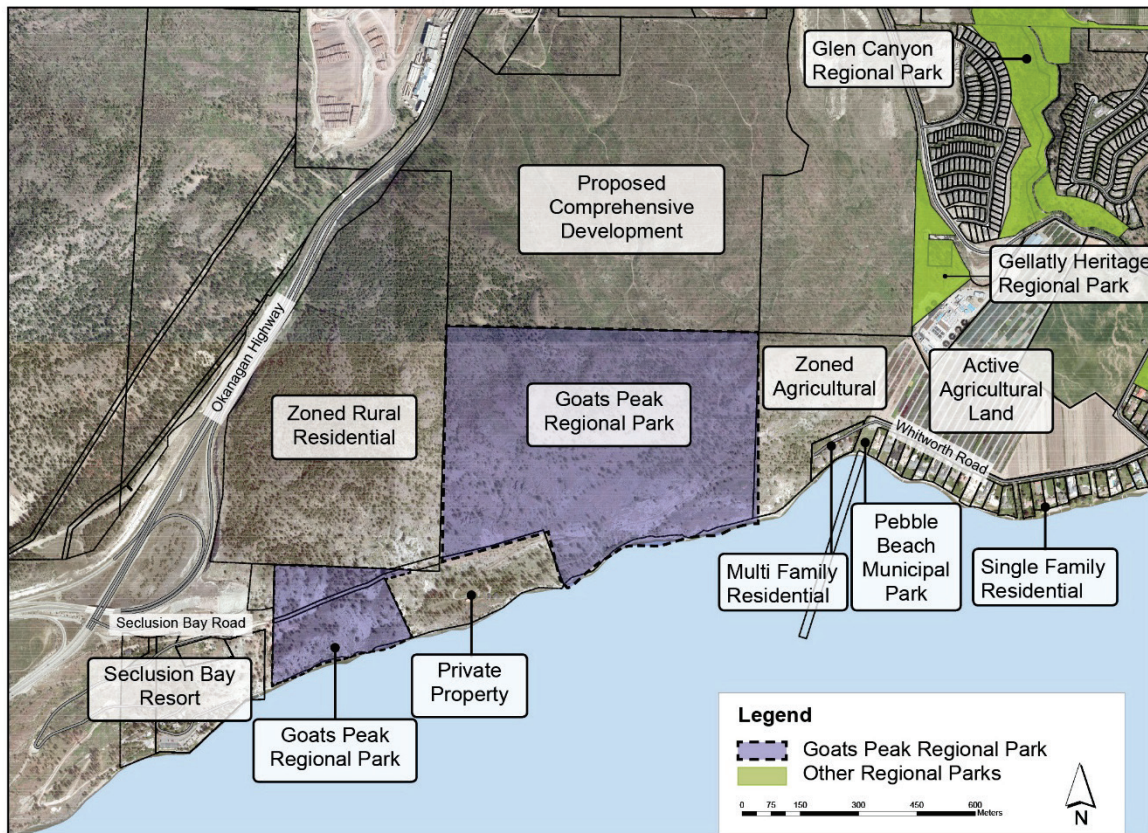 Glen Canyon
Regional Park
Proposed
Comprehensive
Development
Gellatly Heritage
Regional Park
Okanagan Highway
Zoned Rural
Residential
Goats Peak
Regional Park
Zoned
Agricultural
Active
Agricultural
Land
Whitworth Road
Multi Family
Residential
Pebble
Beach
Municipal
Park
Single Family
Residential
Seclusion Bay Road
Seclusion Bay
Resort
Private
Property
Goats Peak
Regional Park
Legend
Goats Peak Regional Park
Other Regional Parks
0 75 150 300 450 600
Meters
N